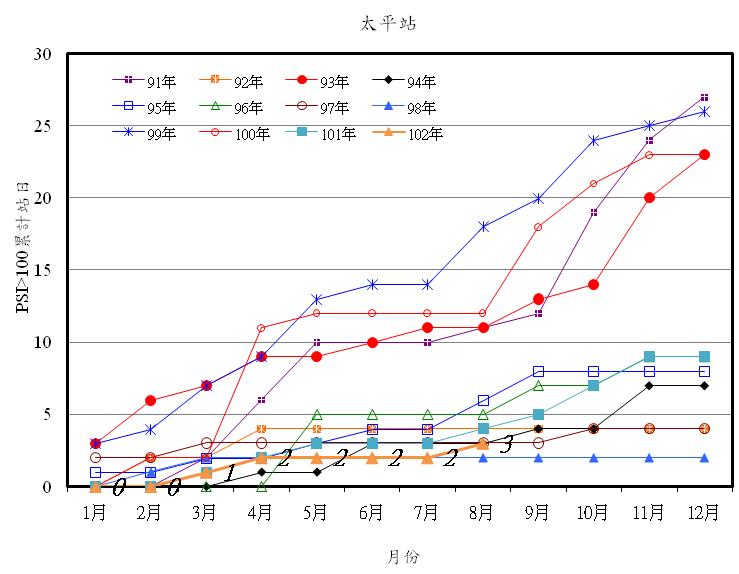 太平站
30
25
20
15
10
5
0
PSI>100累計站日
91年 92年 93年 94年
95年 96年 97年 98年
99年 100年 101年 102年
0 0 1 2 2 2 2 3
1月 2月 3月 4月 5月 6月 7月 8月 9月 10月 11月 12月
月份